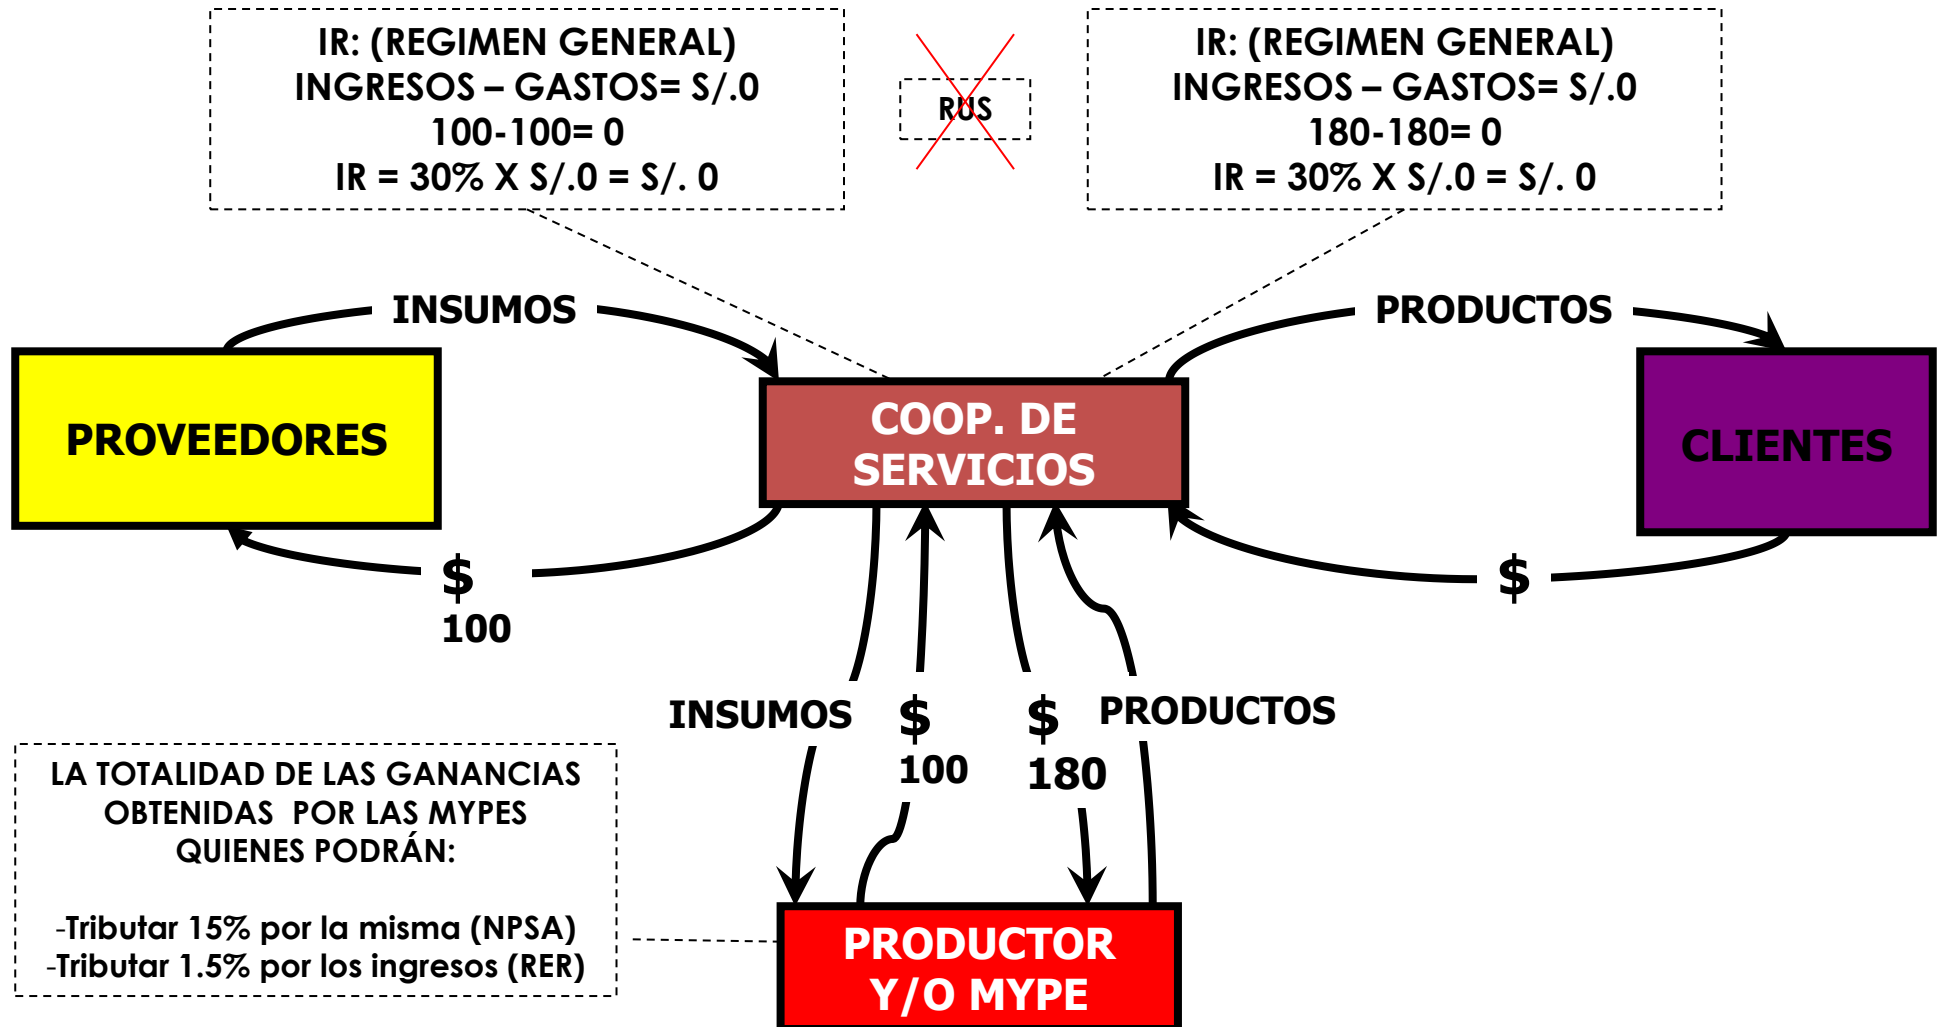 IR: (REGIMEN GENERAL)
INGRESOS – GASTOS= S/.0
100-100= 0
IR = 30% X S/.0 = S/. 0
RUS
IR: (REGIMEN GENERAL)
INGRESOS – GASTOS= S/.0
180-180= 0
IR = 30% X S/.0 = S/. 0
INSUMOS
PRODUCTOS
PROVEEDORES
COOP. DE
SERVICIOS
CLIENTES
$
100
$
INSUMOS
$
100
$
180
PRODUCTOS
LA TOTALIDAD DE LAS GANANCIAS
OBTENIDAS POR LAS MYPES
QUIENES PODRÁN:
-Tributar 15% por la misma (NPSA)
-Tributar 1.5% por los ingresos (RER)
PRODUCTOR
Y/O MYPE